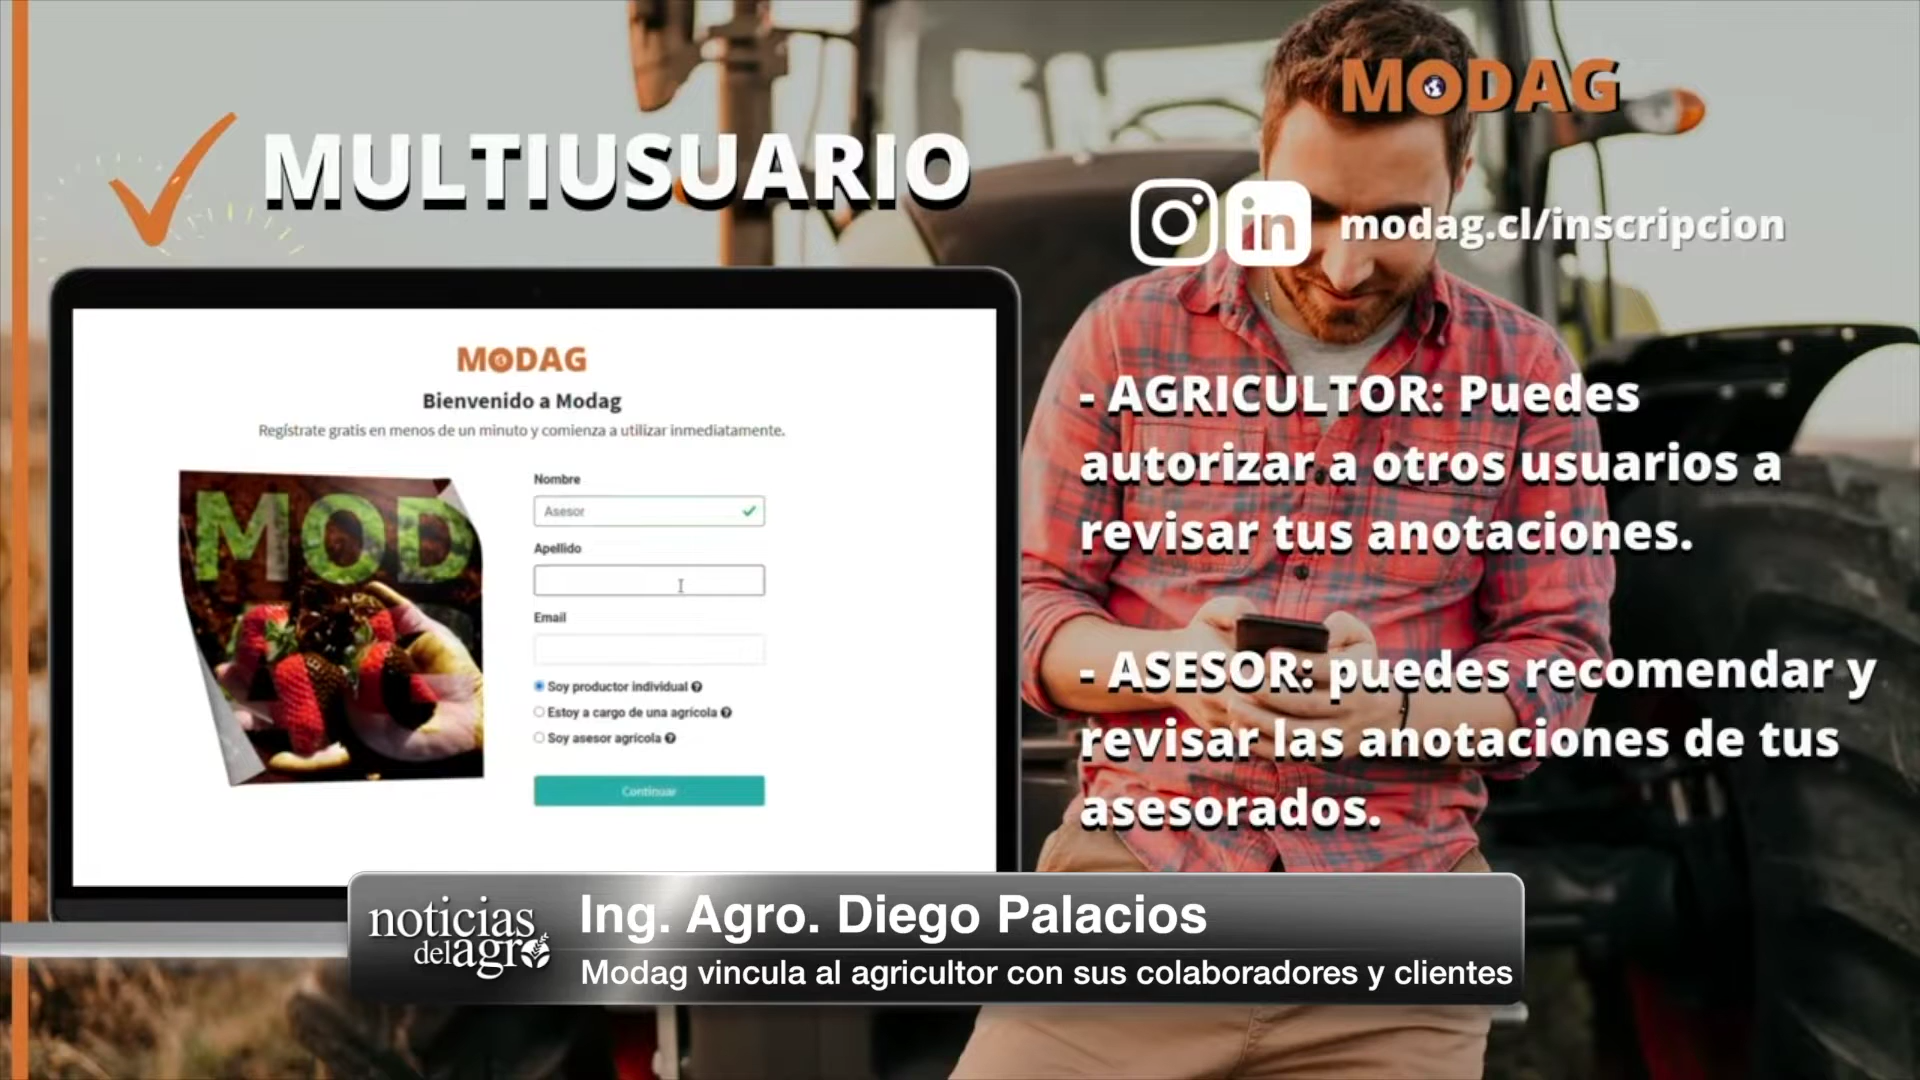 MULTIUSUARIO
MODAG
in
modag.cl/inscripcion
MODAG
Bienvenido a Modag
Regístrate gratis en menos de un minuto y comienza a utilizar inmediatamente.
MOD
Nombre
Asesor
Apellido
Email
Soy productor individual
Estoy a cargo de una agrícola
Soy asesor agrícola
Continuar
- AGRICULTOR: Puedes
autorizar a otros usuarios a
revisar tus anotaciones.
- ASESOR: puedes recomendar y
revisar las anotaciones de tus
asesorados.
noticias
delagro
Ing. Agro. Diego Palacios
Modag vincula al agricultor con sus colaboradores y clientes